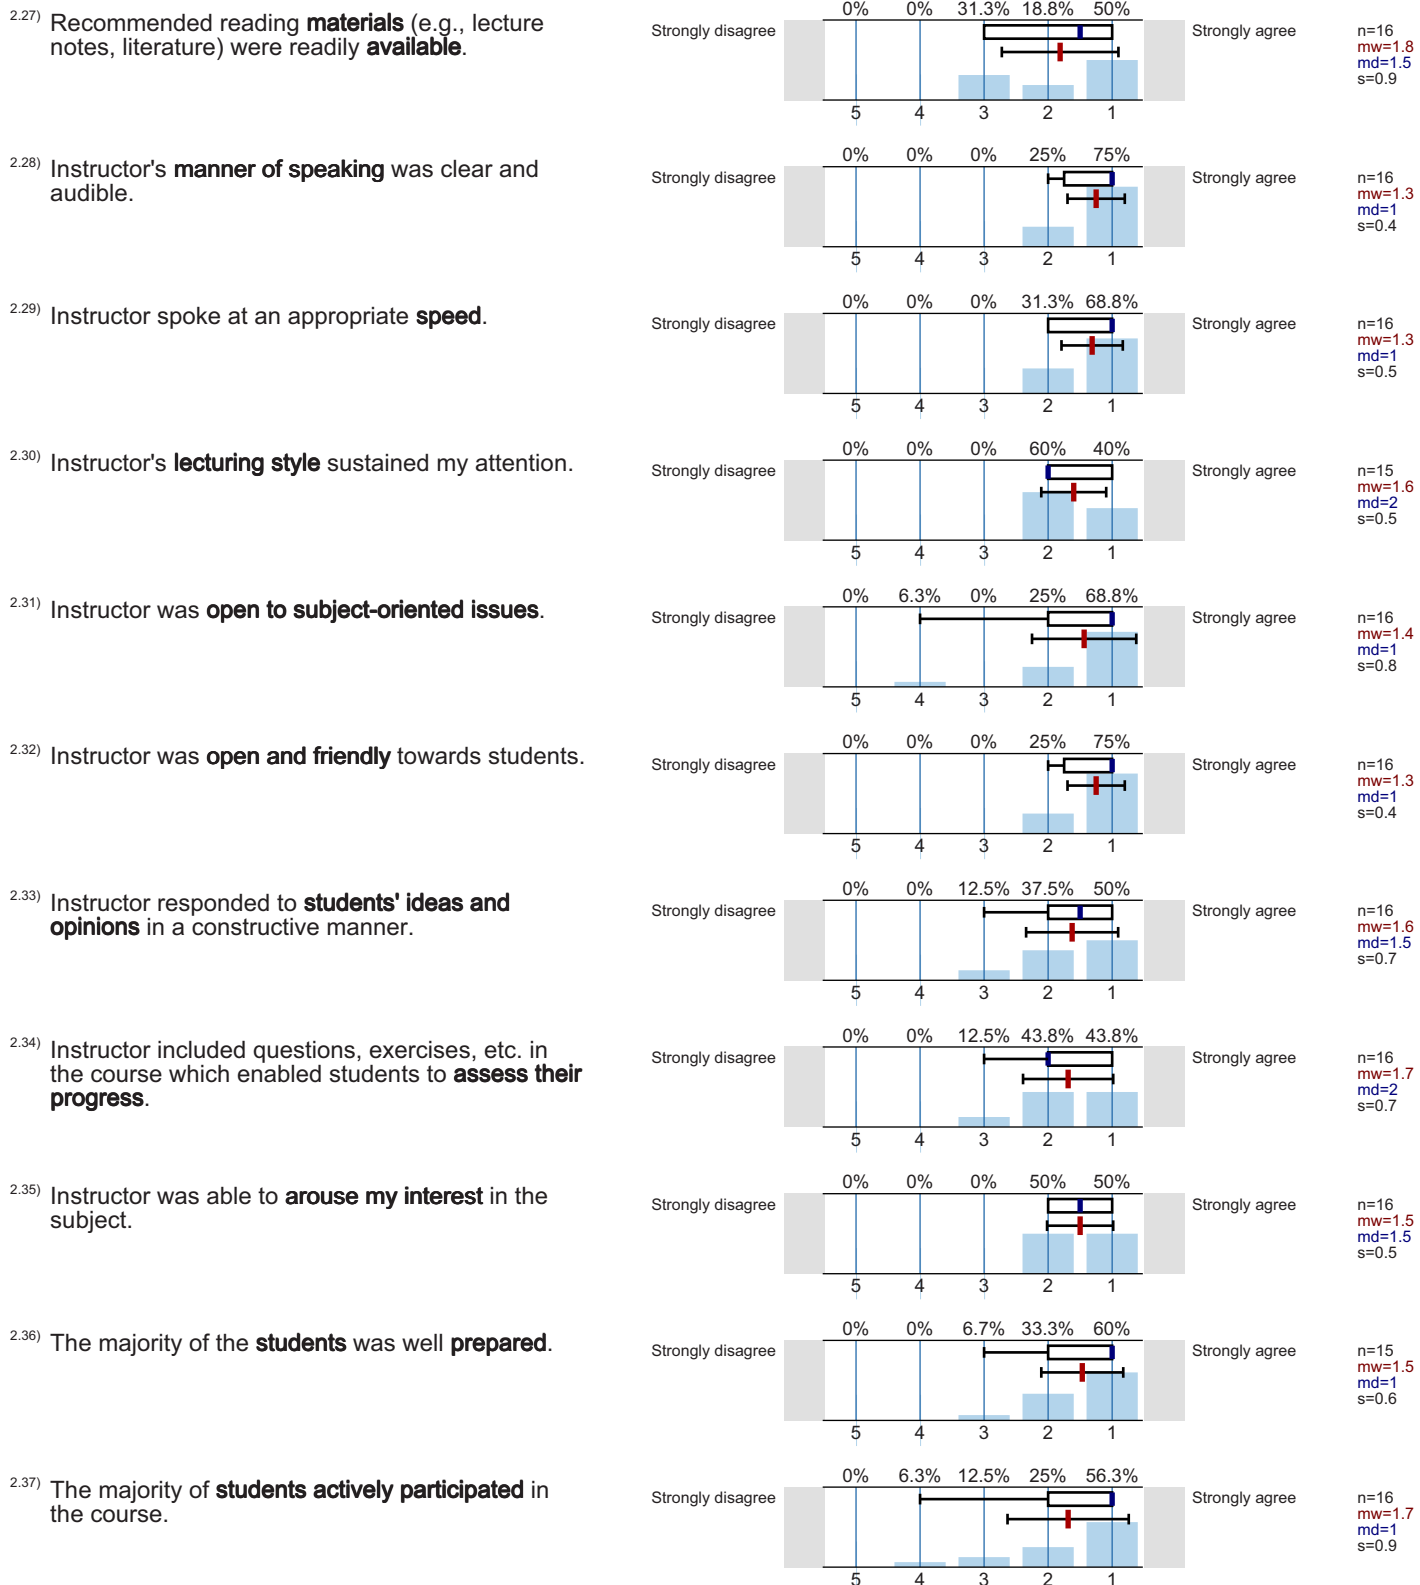 2.27) Recommended reading materials (e.g., lecture
notes, literature) were readily available.
0% 0% 31.3% 18.8% 50%
Strongly disagree
Strongly agree
n=16
mw=1.8
md=1.5
s=0.9
5 4 3 2 1
2.28) Instructor's manner of speaking was clear and
audible.
0% 0% 0% 25% 75%
Strongly disagree
Strongly agree
n=16
mw=1.3
md=1
s=0.4
5 4 3 2 1
2.29) Instructor spoke at an appropriate speed.
0% 0% 0% 31.3% 68.8%
Strongly disagree
Strongly agree
n=16
mw=1.3
md=1
s=0.5
5 4 3 2 1
2.30) Instructor's lecturing style sustained my attention.
0% 0% 0% 60% 40%
Strongly disagree
Strongly agree
n=15
mw=1.6
md=2
s=0.5
5 4 3 2 1
2.31) Instructor was open to subject-oriented issues.
0% 6.3% 0% 25% 68.8%
Strongly disagree
Strongly agree
n=16
mw=1.4
md=1
s=0.8
5 4 3 2 1
2.32) Instructor was open and friendly towards students.
0% 0% 0% 25% 75%
Strongly disagree
Strongly agree
n=16
mw=1.3
md=1
s=0.4
5 4 3 2 1
2.33) Instructor responded to students' ideas and
opinions in a constructive manner.
0% 0% 12.5% 37.5% 50%
Strongly disagree
Strongly agree
n=16
mw=1.6
md=1.5
s=0.7
5 4 3 2 1
2.34) Instructor included questions, exercises, etc. in
the course which enabled students to assess their
progress.
0% 0% 12.5% 43.8% 43.8%
Strongly disagree
Strongly agree
n=16
mw=1.7
md=2
s=0.7
5 4 3 2 1
2.35) Instructor was able to arouse my interest in the
subject.
0% 0% 0% 50% 50%
Strongly disagree
Strongly agree
n=16
mw=1.5
md=1.5
s=0.5
5 4 3 2 1
2.36) The majority of the students was well prepared.
0% 0% 6.7% 33.3% 60%
Strongly disagree
Strongly agree
n=15
mw=1.5
md=1
s=0.6
5 4 3 2 1
2.37) The majority of students actively participated in
the course.
0% 6.3% 12.5% 25% 56.3%
Strongly disagree
Strongly agree
n=16
mw=1.7
md=1
s=0.9
5 4 3 2 1